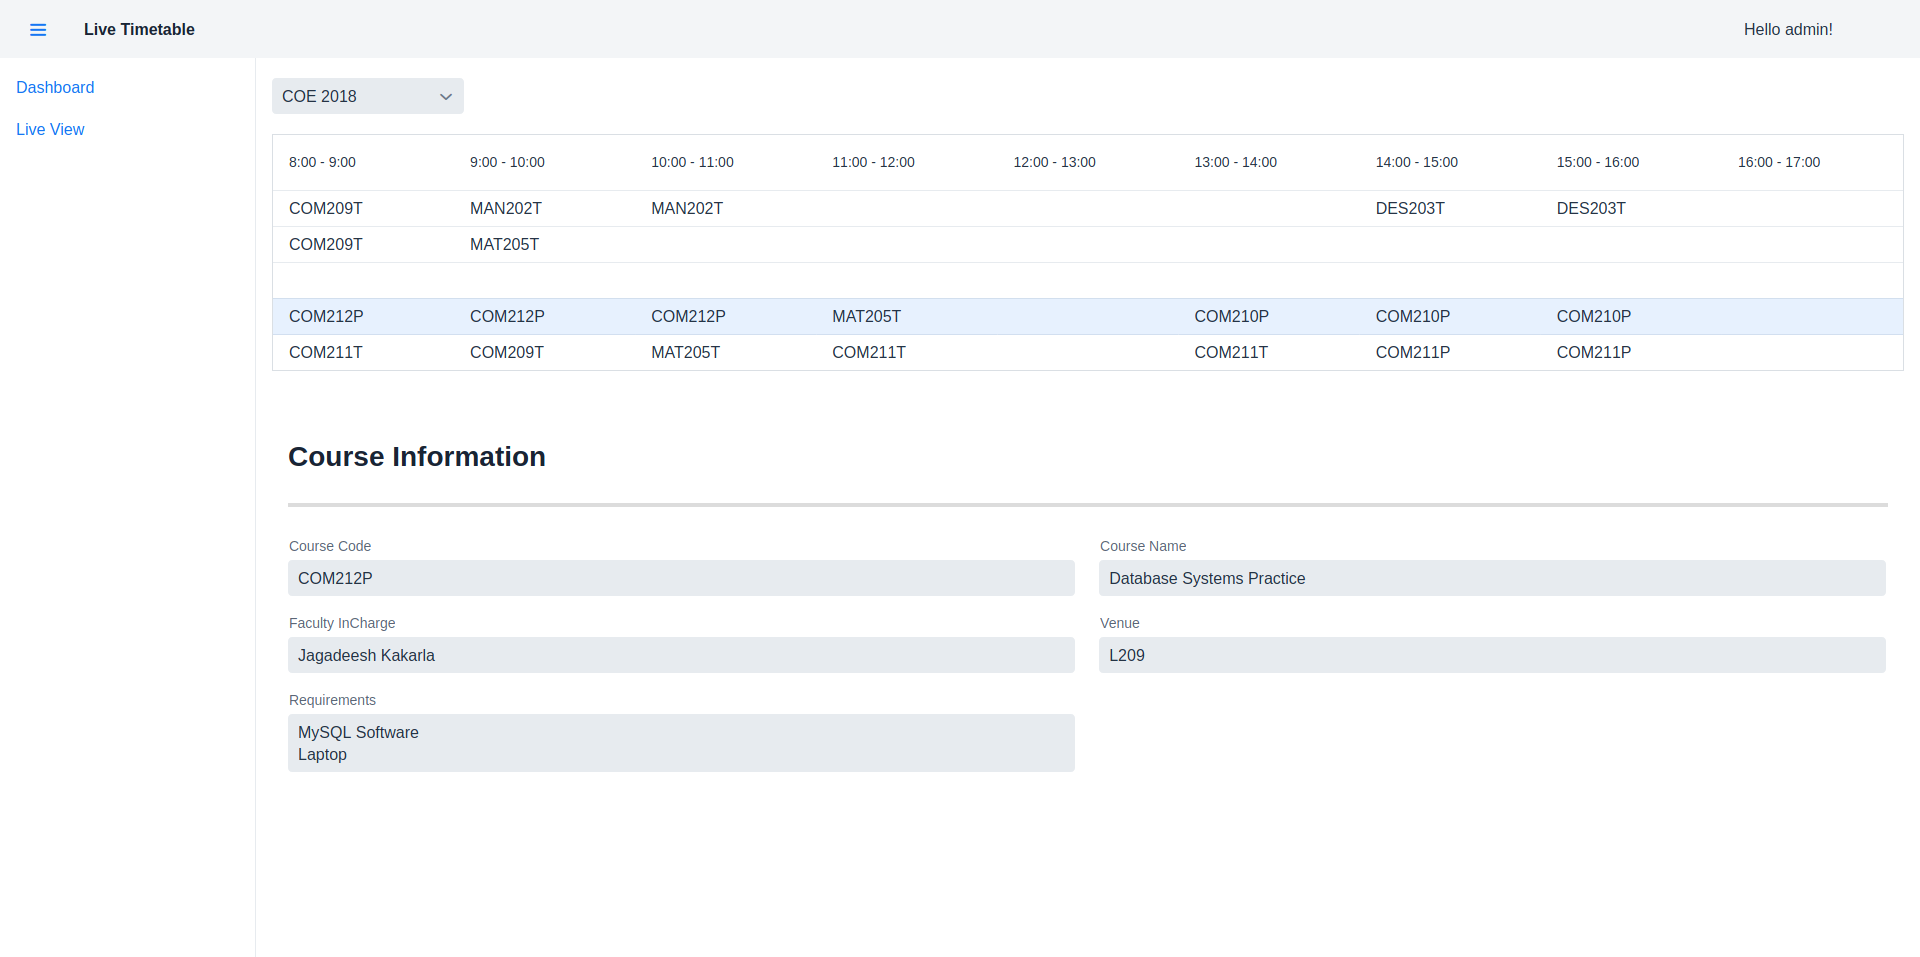 Live Timetable
Hello admin!
Dashboard
Live View
COE 2018
8:00 - 9:00 9:00 - 10:00 10:00 - 11:00 11:00 - 12:00 12:00 - 13:00 13:00 - 14:00 14:00 - 15:00 15:00 - 16:00 16:00 - 17:00
COM209T MAN202T MAN202T DES203T DES203T
COM209T MAT205T
COM212P COM212P COM212P MAT205T COM210P COM210P COM210P
COM211T COM209T MAT205T COM211T COM211T COM211P COM211P
Course Information
Course Code
COM212P
Course Name
Database Systems Practice
Faculty InCharge
Jagadeesh Kakarla
Venue
L209
Requirements
MySQL Software
Laptop